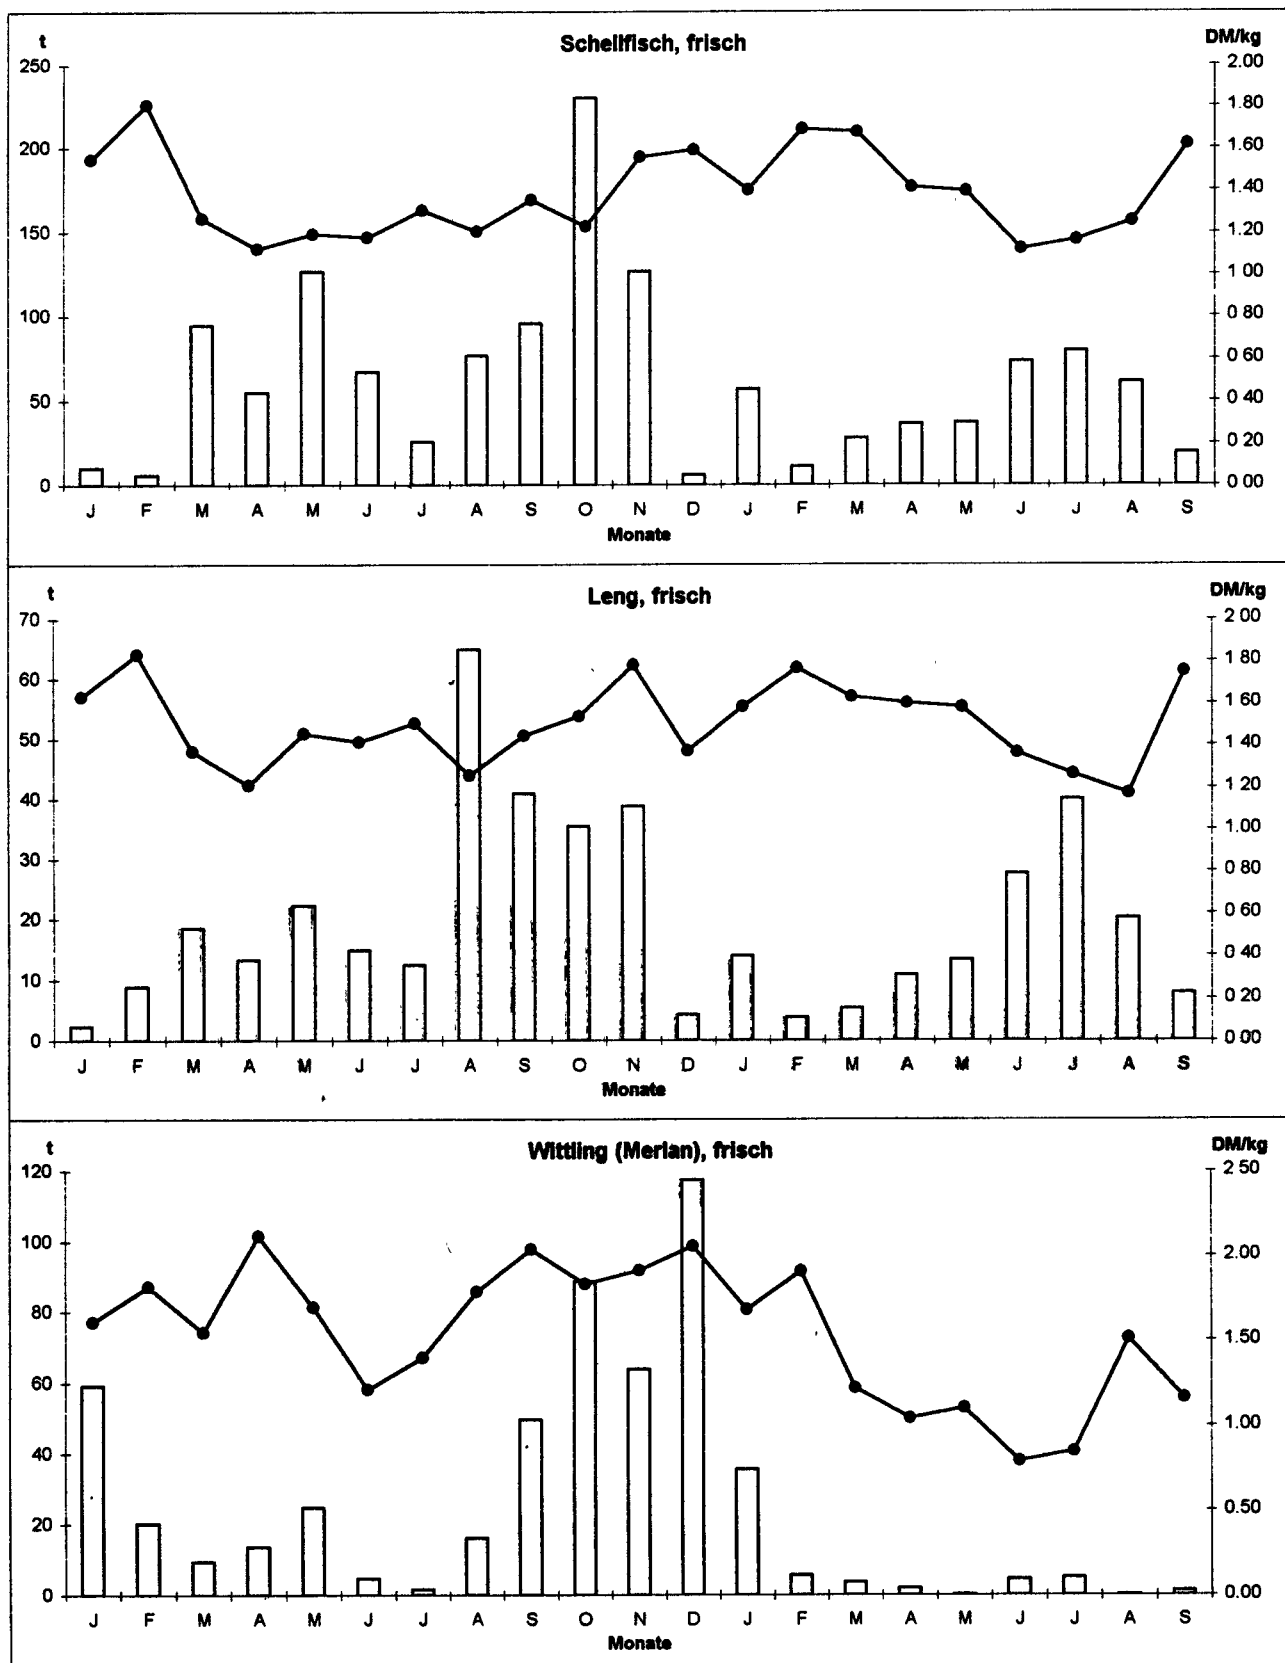 t Schellfisch, frisch DM/kg
250 2.00
1.80
200 1.60
1.40
150 1.20
1 00
100 0.80
0 60
50 0 40
0.20
0 0 00
J F M A M J J A S O N D J F M A M J J A S
Monate
t Leng, frisch DM/kg
70 2 00
60 1 80
1 60
50 1 40
40 1 20
1.00
30 0 80
20 0 60
0 40
10 0 20
0 0 00
J F M A M J J A S O N D J F M A M J J A S
Monate
t Wittling (Merlan), frisch DM/kg
120 2 50
100 2.00
80
1 50
60
1.00
40
20 0 50
0 0.00
J F M A M J J A S O N D J F M A M J J A S
Monate